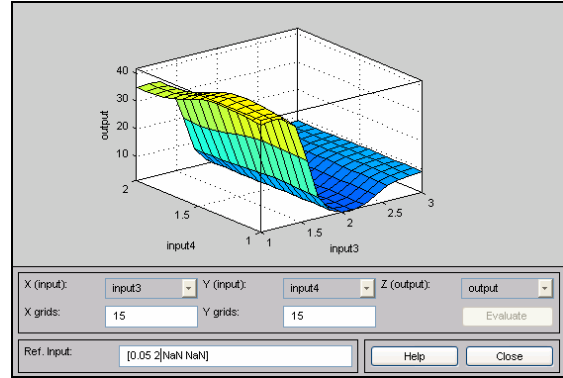 40
30
20
10
output
2
1.5
1
input4
1
1.5
2
2.5
3
input3
X (input): input3 Y (input): input4 Z (output): output
X grids: 15 Y grids: 15 Evaluate
Ref. Input: [0.05 2 NaN NaN] Help Close